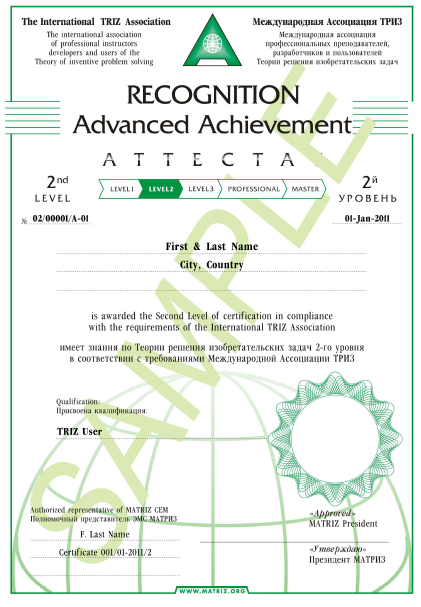 The International TRIZ Association
The international association
of professional instructors
developers and users of the
Theory of inventive problem solving
Международная Ассоциация ТРИЗ
Международная ассоциация
профессиональных преподавателей,
разработчиков и пользователей
Теории решения изобретательских задач
RECOGNITION
Advanced Achievement
АТТЕСТА
2nd
LEVEL
LEVEL1 LEVEL2 LEVEL3 PROFESSIONAL MASTER
2й
УРОВЕНЬ
№ 02/00001/A-01
01-Jan-2011
First & Last Name
City, Country
is awarded the Second Level of certification in compliance
with the requirements of the International TRIZ Association
имеет знания по Теории решения изобретательских задач 2-го уровня
в соответствии с требованиями Международной Ассоциации ТРИЗ
Qualification:
Присвоена квалификация:
TRIZ User
Authorized representative of MATRIZ CEM
Полномочный представитель ЭМС МАТРИЗ
F. Last Name
Certificate 001/01-2011/2
«Approved»
MATRIZ President
«Утверждаю»
Президент МАТРИЗ
WWW.MATRIZ.ORG
SAMPLE